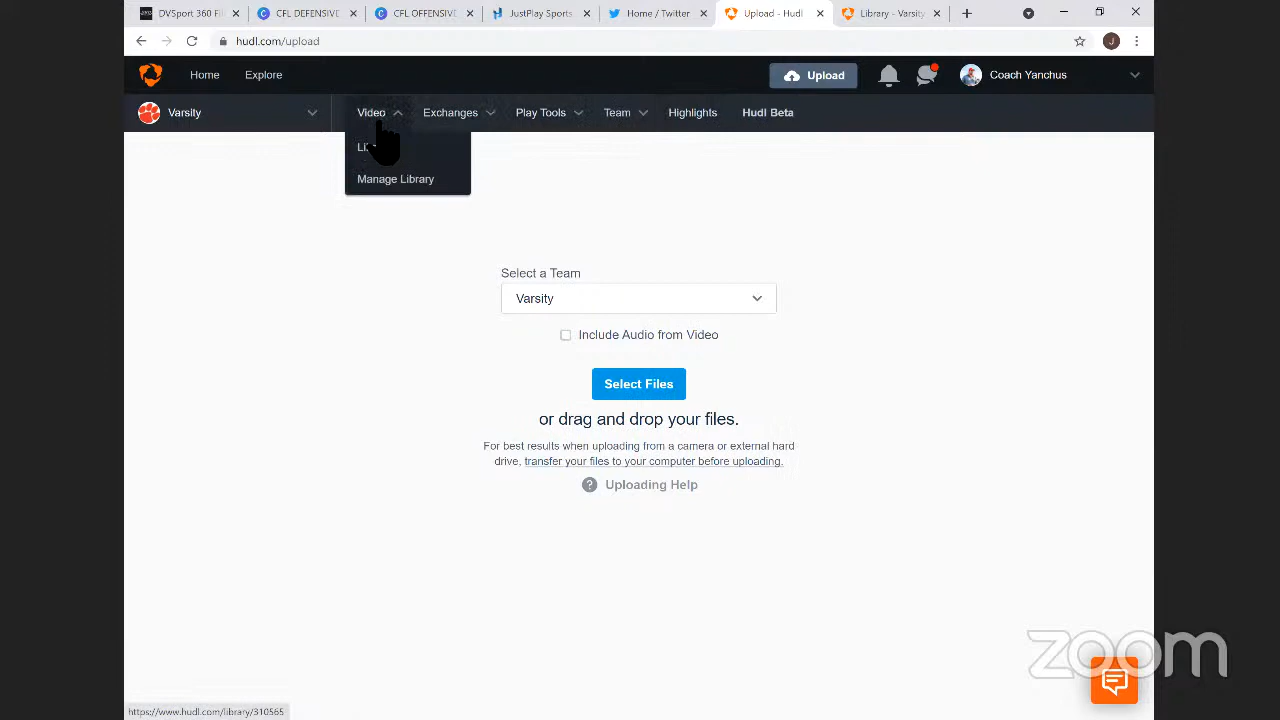 DVSport 360 Fil
CFL DEFENSIVE
CFL OFFENSIVE
JustPlay Sports
Home / Twitter
Upload - Hudl
Library - Varsity
hudl.com/upload
J
Home
Explore
Upload
Coach Yanchus
Varsity
Video
Exchanges
Play Tools
Team
Highlights
Hudl Beta
Manage Library
Select a Team
Varsity
Include Audio from Video
Select Files
or drag and drop your files.
For best results when uploading from a camera or external hard
drive, transfer your files to your computer before uploading.
? Uploading Help
zoom
https://www.hudl.com/library/310565